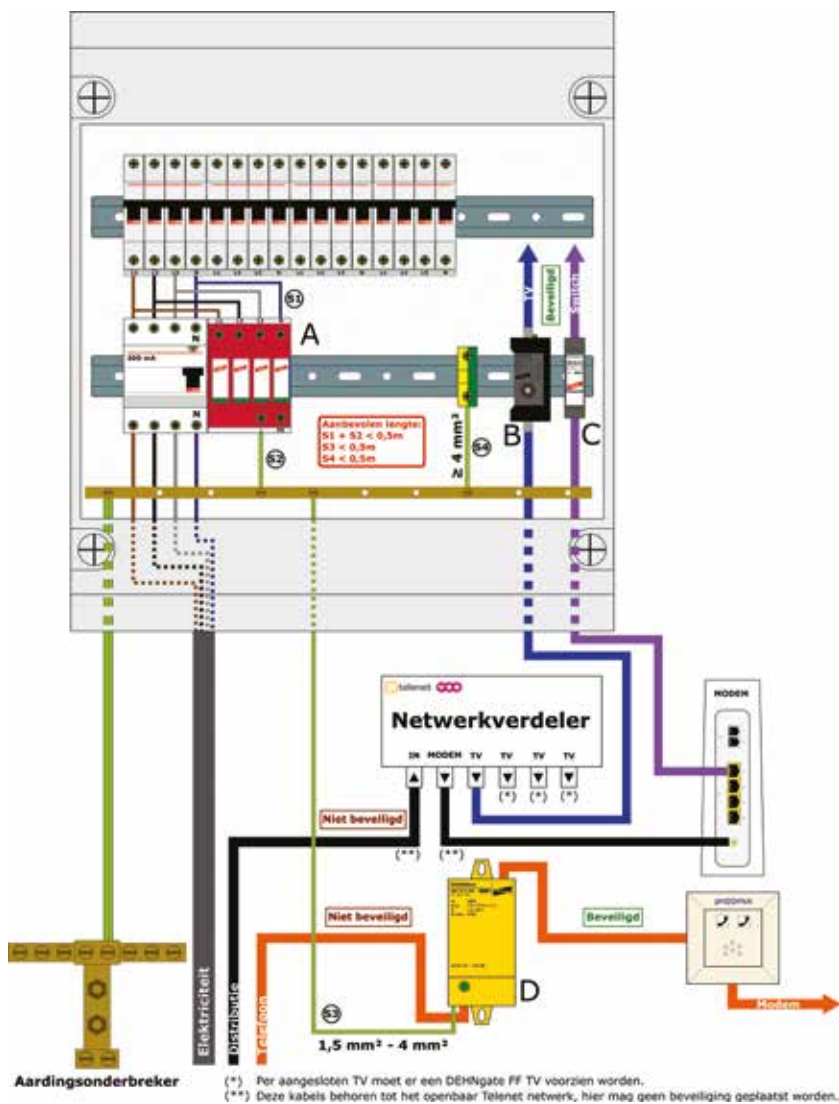 S1
A
N
300 mA
N
TV
Beveiligd
Switch
Aanbevolen lengte:
S1 + S2 < 0,5m
S3 < 0,5m
S4 < 0,5m
S2
≥ 4 mm²
S4
B
C
telenet
Netwerkverdeler
IN MODEM TV TV TV TV
(*) (*) (*)
MODEM
Niet beveiligd
(**) (**)
Niet beveiligd
Beveiligd
D
proximus
Elektriciteit
Distributie
Telefoon
S3
1,5 mm² - 4 mm²
Modem
Aardingsonderbreker
(*) Per aangesloten TV moet er een DEHNgate FF TV voorzien worden.
(**) Deze kabels behoren tot het openbaar Telenet netwerk, hier mag geen beveiliging geplaatst worden.